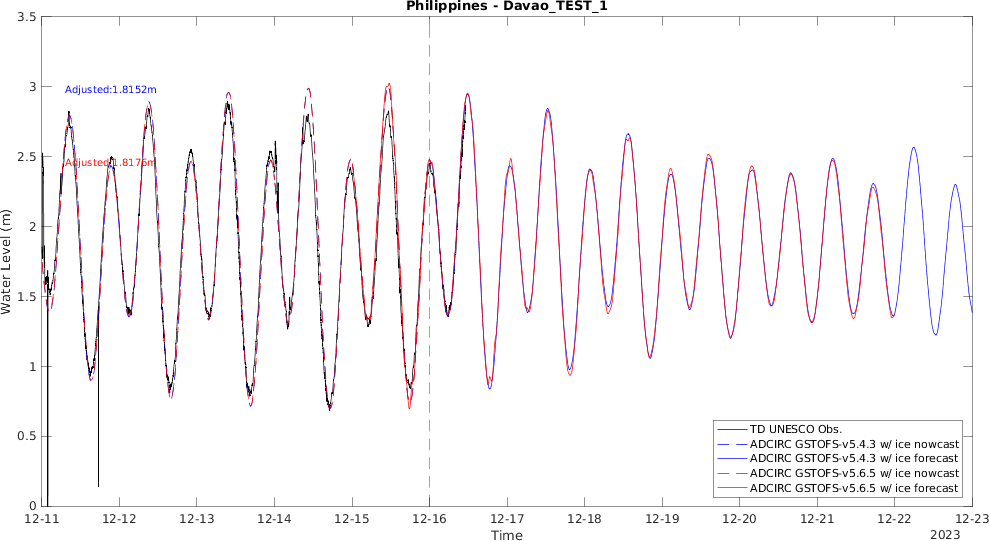 Philippines - Davao_TEST_1
Water Level (m)
3.5
3
2.5
2
1.5
1
0.5
0
Adjusted:1.8152m
Adjusted:1.8176m
TD UNESCO Obs.
ADCIRC GSTOFS-v5.4.3 w/ ice nowcast
ADCIRC GSTOFS-v5.4.3 w/ ice forecast
ADCIRC GSTOFS-v5.6.5 w/ ice nowcast
ADCIRC GSTOFS-v5.6.5 w/ ice forecast
12-11 12-12 12-13 12-14 12-15 12-16 12-17 12-18 12-19 12-20 12-21 12-22 12-23
Time
2023